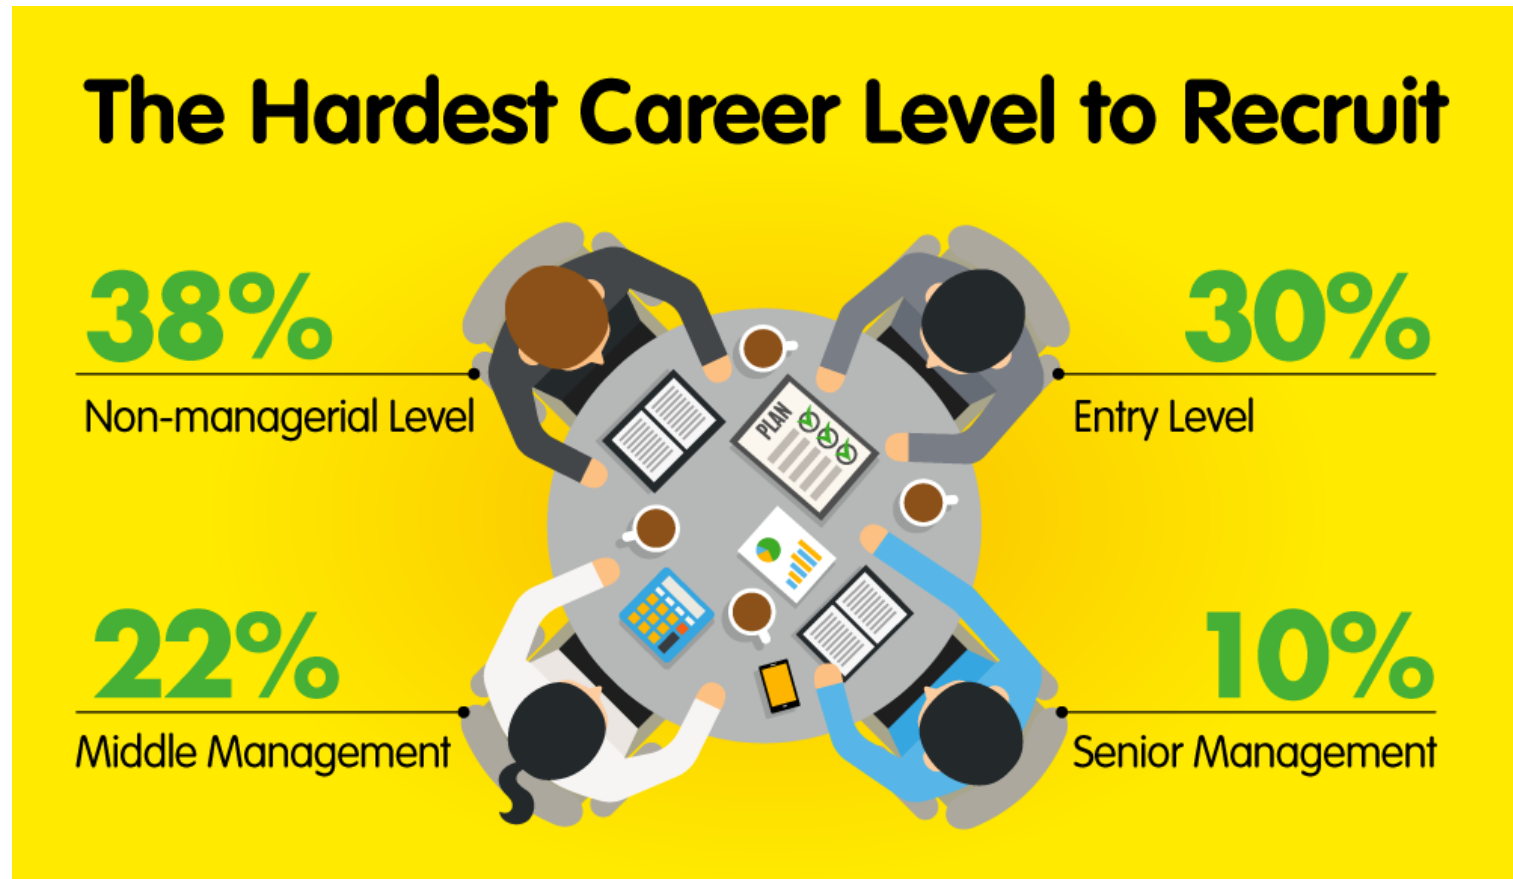 The Hardest Career Level to Recruit
38%
Non-managerial Level
30%
Entry Level
PLAN
22%
Middle Management
10%
Senior Management